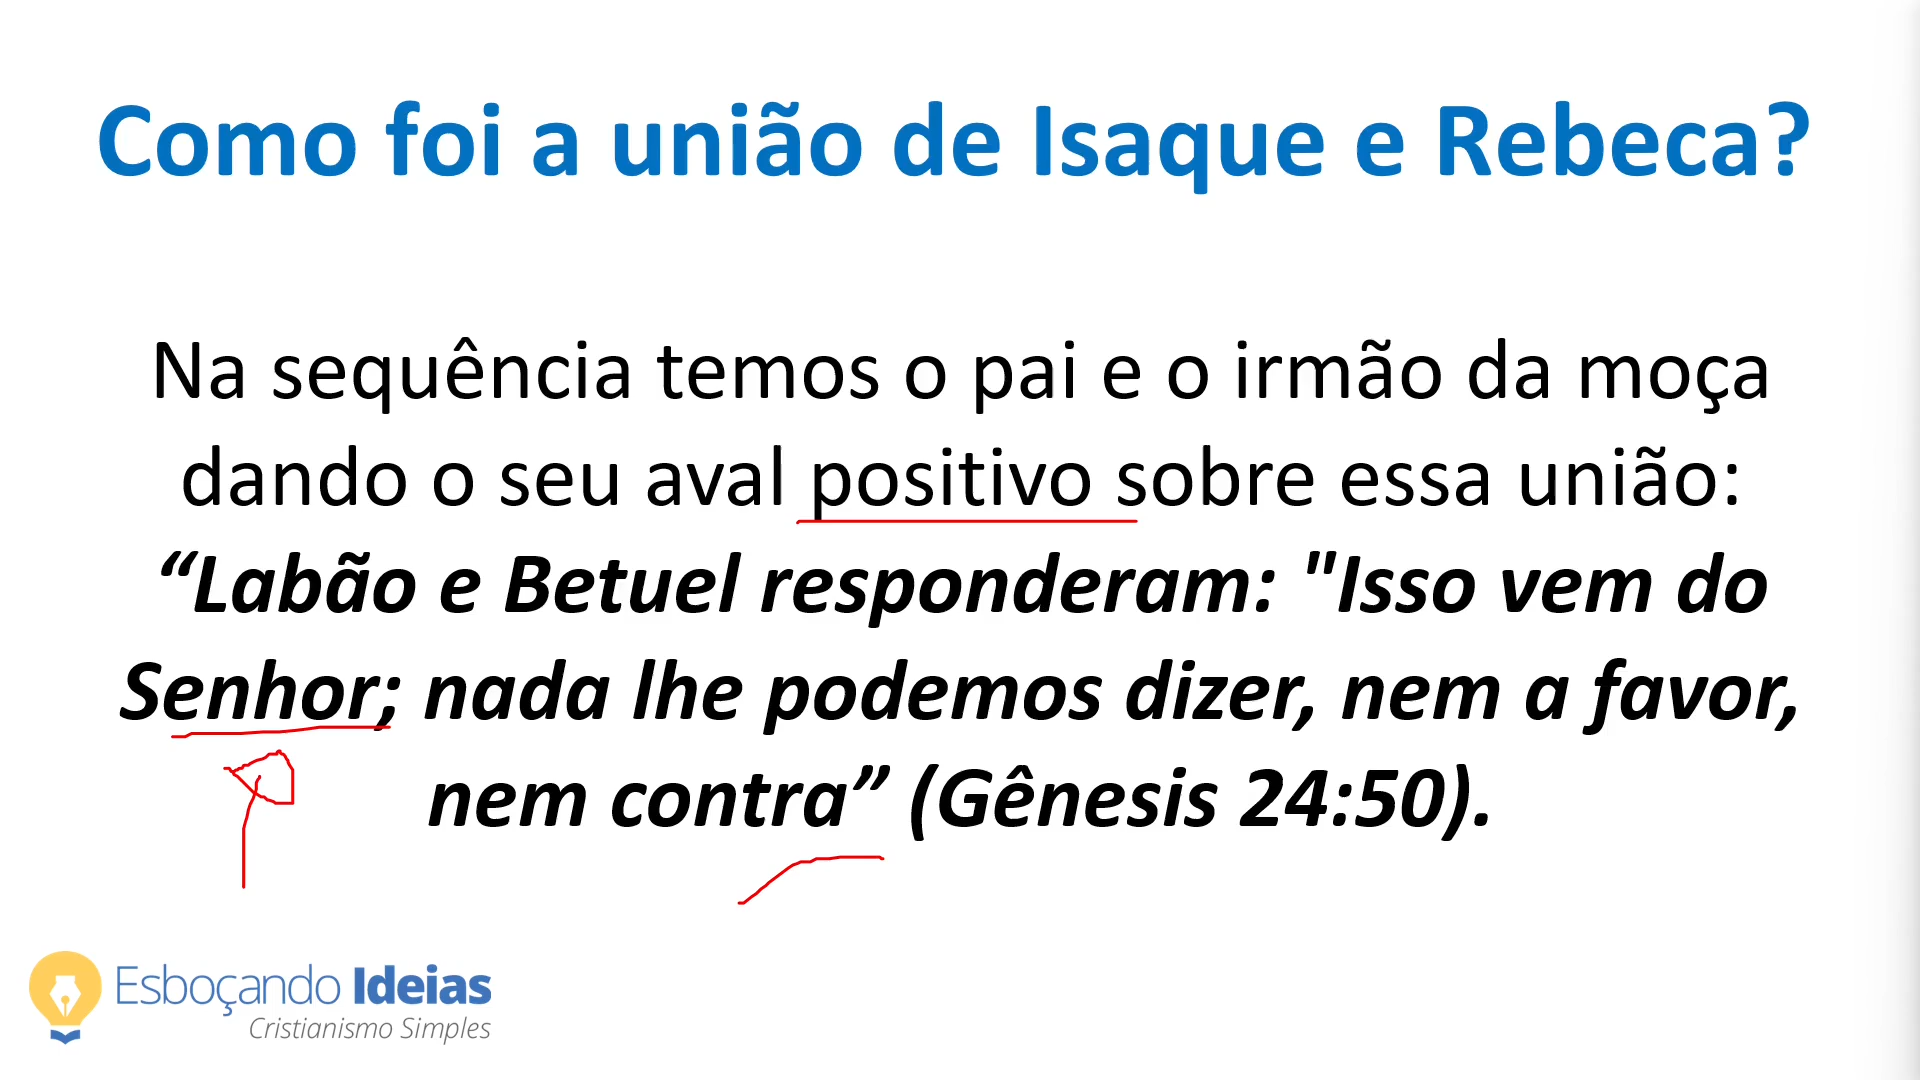 Como foi a união de Isaque e Rebeca?
Na sequência temos o pai e o irmão da moça
dando o seu aval positivo sobre essa união:
“Labão e Betuel responderam: "Isso vem do
Senhor; nada lhe podemos dizer, nem a favor,
nem contra” (Gênesis 24:50).
Esboçando Ideias
Cristianismo Simples